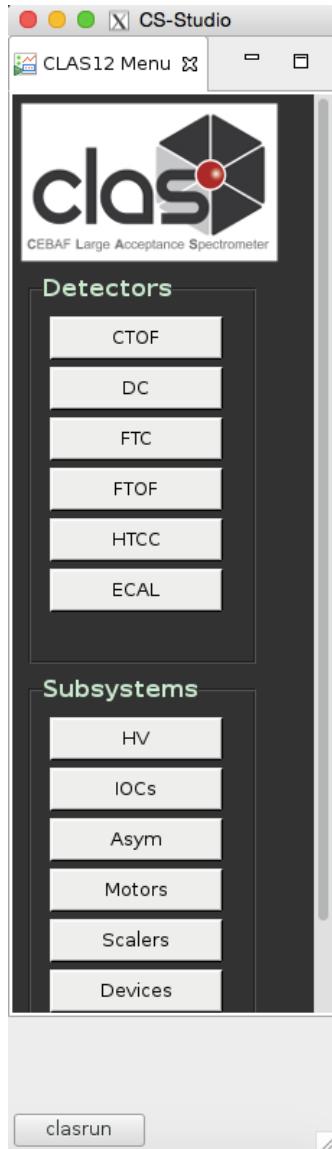 CS-Studio
CLAS12 Menu
clas
CEBAF Large Acceptance Spectrometer
Detectors
CTOF
DC
FTC
FTOF
HTCC
ECAL
Subsystems
HV
IOCs
Asym
Motors
Scalers
Devices
clasrun